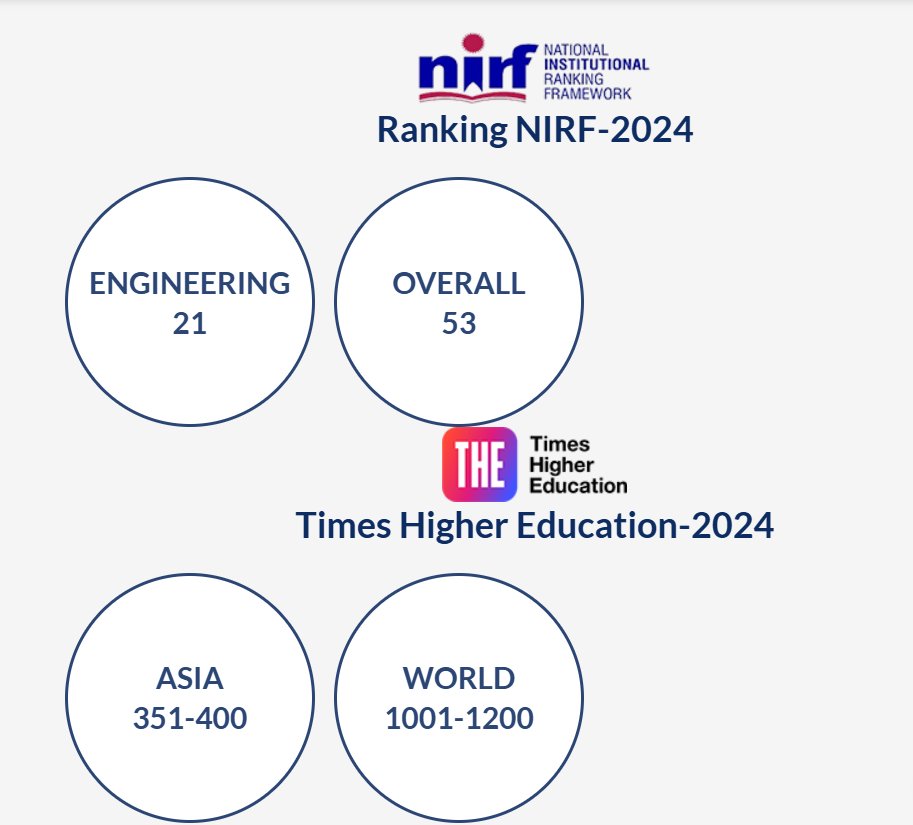 nirf
NATIONAL
INSTITUTIONAL
RANKING
FRAMEWORK
Ranking NIRF-2024
ENGINEERING
21
OVERALL
53
THE
Times
Higher
Education
Times Higher Education-2024
ASIA
351-400
WORLD
1001-1200